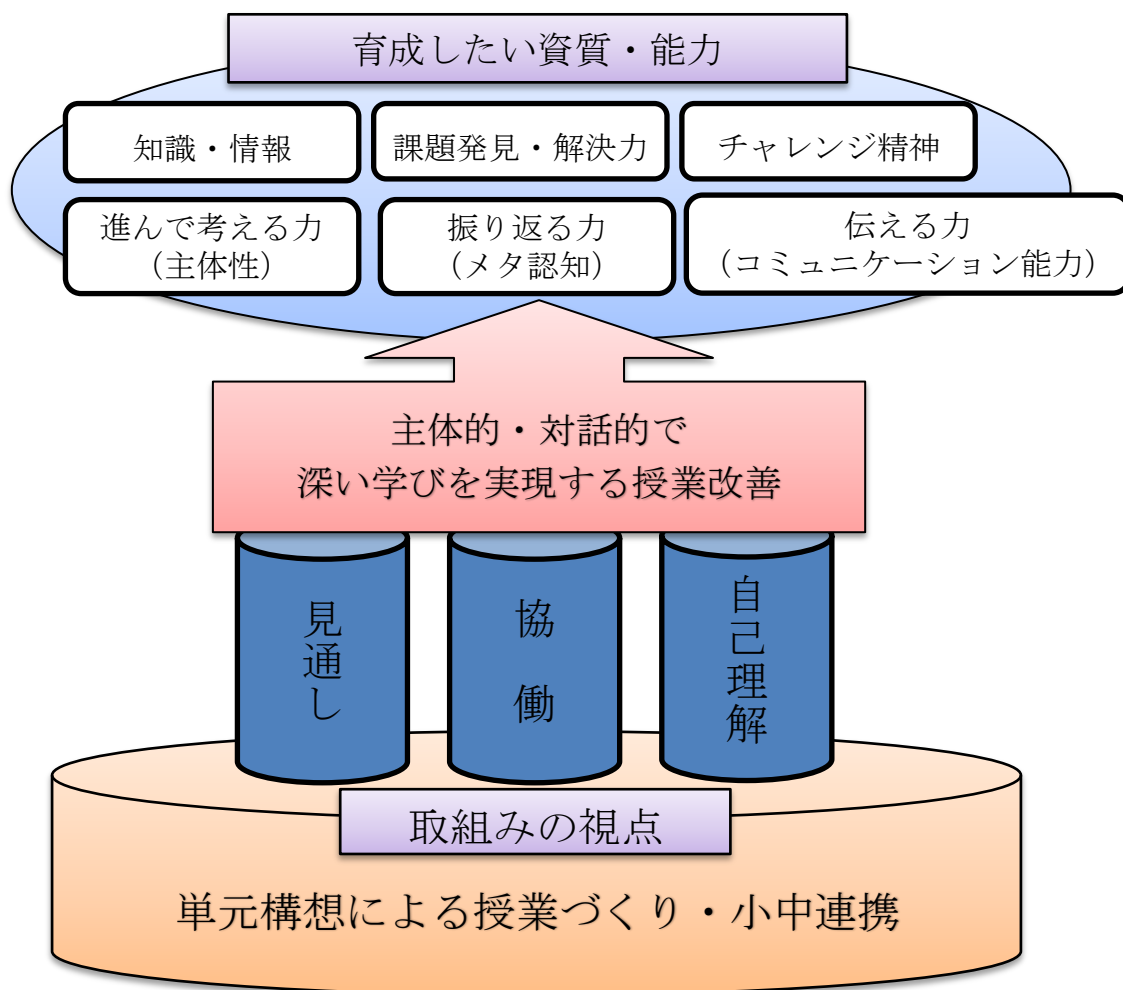 育成したい資質・能力
知識・情報
課題発見・解決力
チャレンジ精神
進んで考える力
（主体性）
振り返る力
（メタ認知）
伝える力
（コミュニケーション能力）
主体的・対話的で
深い学びを実現する授業改善
見通し
協働
自己理解
取組みの視点
単元構想による授業づくり・小中連携